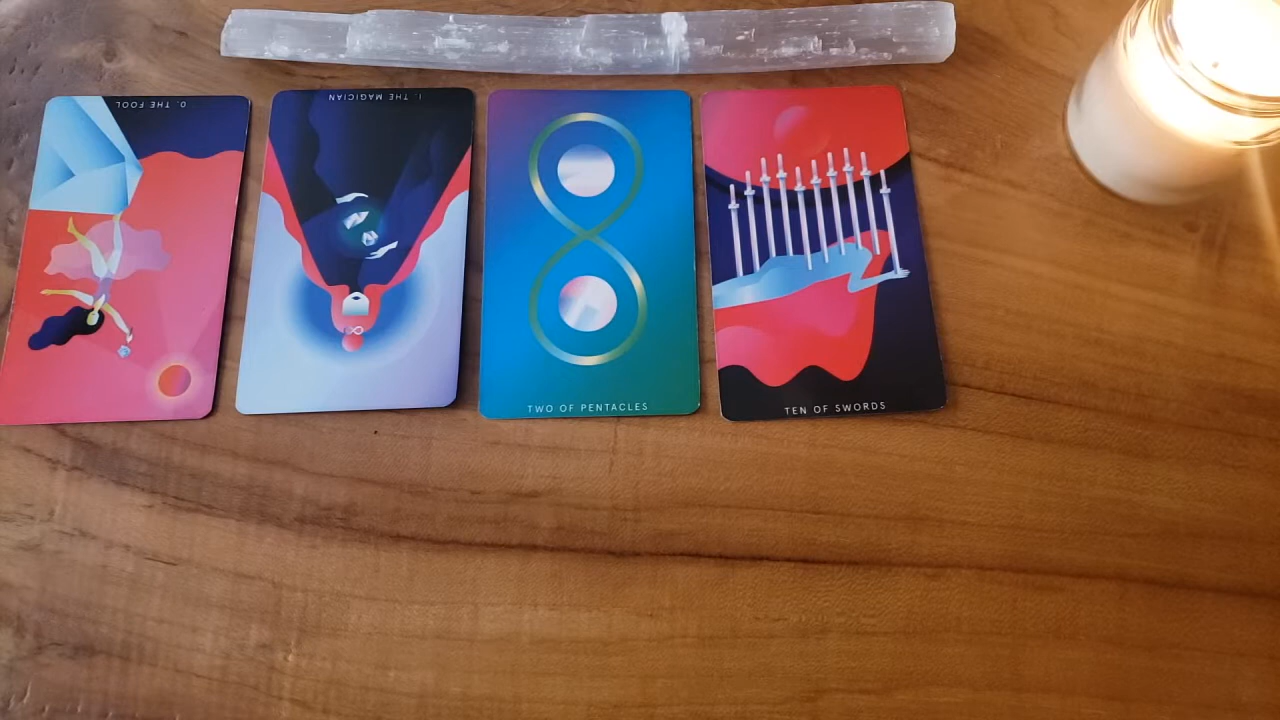 0. THE FOOL
I. THE MAGICIAN
TWO OF PENTACLES
TEN OF SWORDS